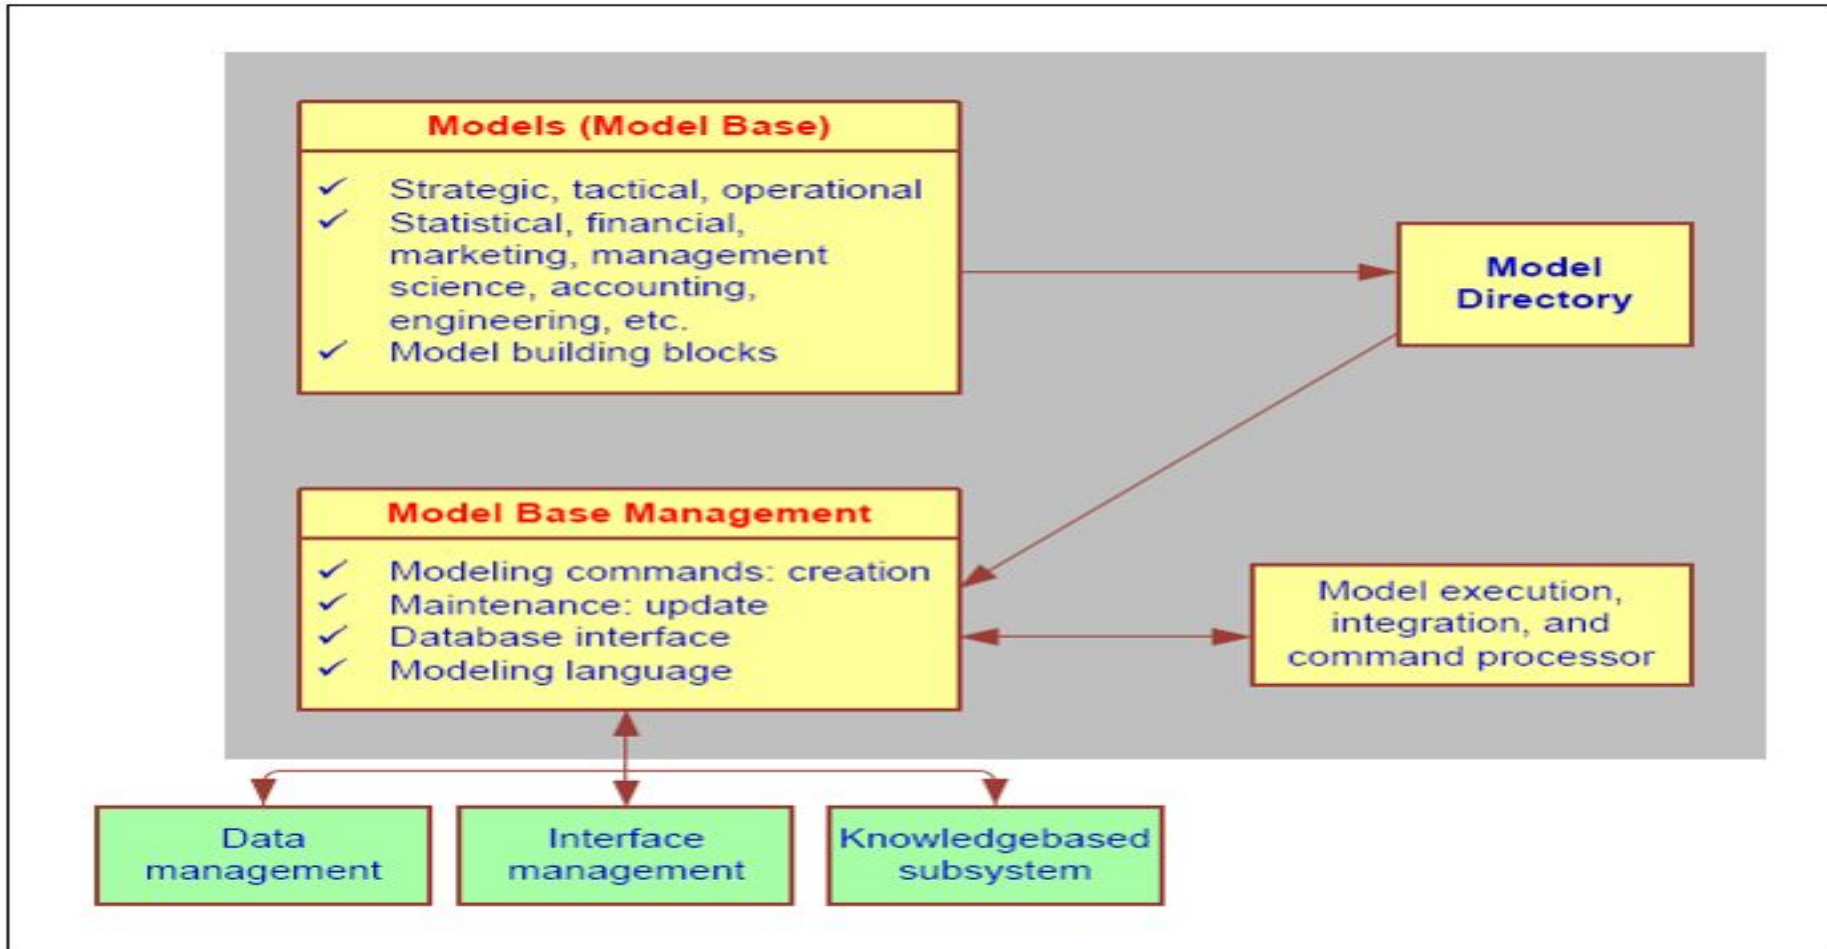 Models (Model Base)
✓ Strategic, tactical, operational
✓ Statistical, financial,
marketing, management
science, accounting,
engineering, etc.
✓ Model building blocks
Model
Directory
Model Base Management
✓ Modeling commands: creation
✓ Maintenance: update
✓ Database interface
✓ Modeling language
Model execution,
integration, and
command processor
Data
management
Interface
management
Knowledgebased
subsystem